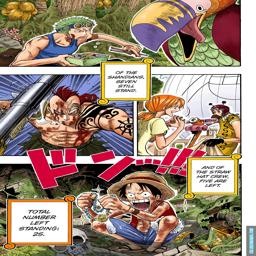 OF THE
SHANDIANS,
SEVEN
STILL
STAND.
ドンッ!!!
AND OF
THE STRAW
HAT CREW,
FIVE ARE
LEFT.
TOTAL
NUMBER
LEFT
STANDING:
25.